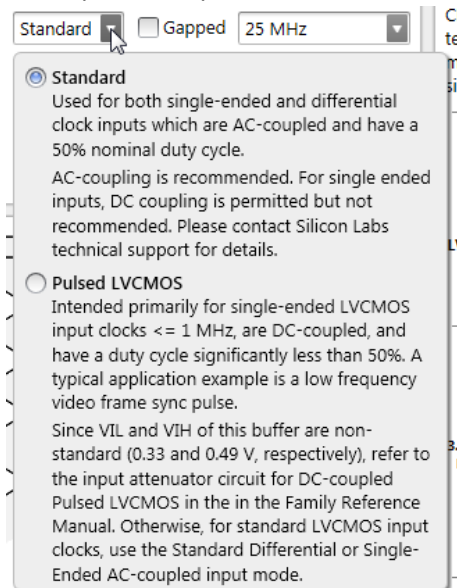 Standard Gapped 25 MHz
Standard
Used for both single-ended and differential
clock inputs which are AC-coupled and have a
50% nominal duty cycle.
AC-coupling is recommended. For single ended
inputs, DC coupling is permitted but not
recommended. Please contact Silicon Labs
technical support for details.
Pulsed LVCMOS
Intended primarily for single-ended LVCMOS
input clocks <= 1 MHz, are DC-coupled, and
have a duty cycle significantly less than 50%. A
typical application example is a low frequency
video frame sync pulse.
Since VIL and VIH of this buffer are non-
standard (0.33 and 0.49 V, respectively), refer to
the input attenuator circuit for DC-coupled
Pulsed LVCMOS in the in the Family Reference
Manual. Otherwise, for standard LVCMOS input
clocks, use the Standard Differential or Single-
Ended AC-coupled input mode.